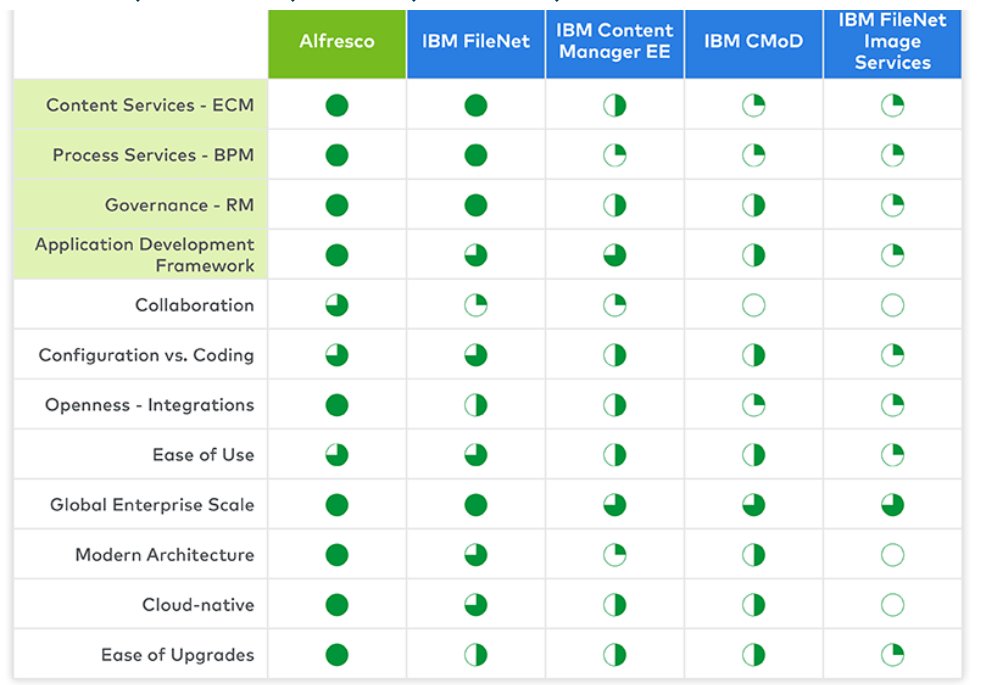 Alfresco
IBM FileNet
IBM Content
Manager EE
IBM CMoD
IBM FileNet
Image
Services
Content Services - ECM
Process Services - BPM
Governance - RM
Application Development
Framework
Collaboration
Configuration vs. Coding
Openness - Integrations
Ease of Use
Global Enterprise Scale
Modern Architecture
Cloud-native
Ease of Upgrades